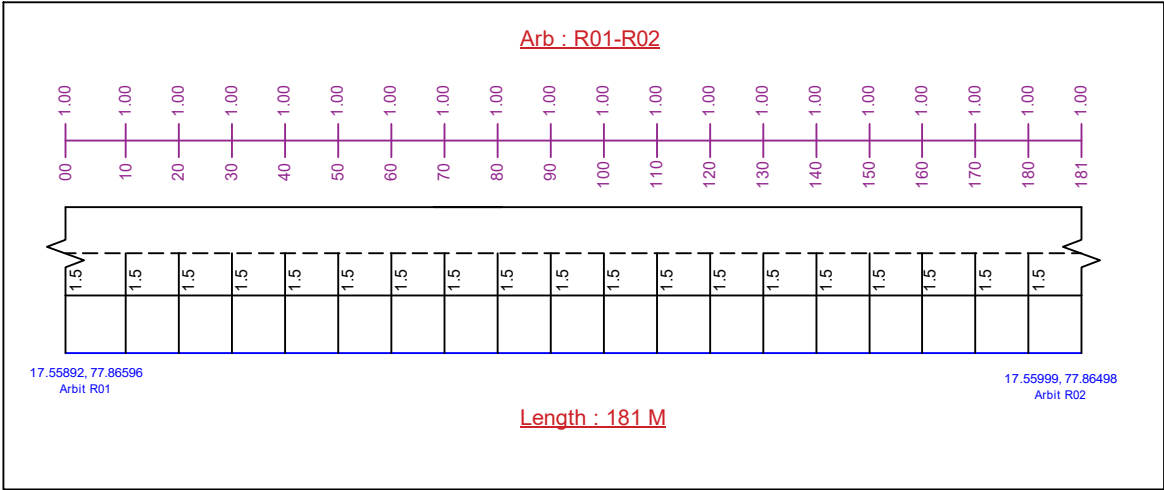 Arb : R01-R02
1.00 1.00 1.00 1.00 1.00 1.00 1.00 1.00 1.00 1.00 1.00 1.00 1.00 1.00 1.00 1.00 1.00 1.00 1.00 1.00
00 10 20 30 40 50 60 70 80 90 100 110 120 130 140 150 160 170 180 181
1.5 1.5 1.5 1.5 1.5 1.5 1.5 1.5 1.5 1.5 1.5 1.5 1.5 1.5 1.5 1.5 1.5 1.5 1.5
17.55892, 77.86596
Arbit R01
17.55999, 77.86498
Arbit R02
Length : 181 M